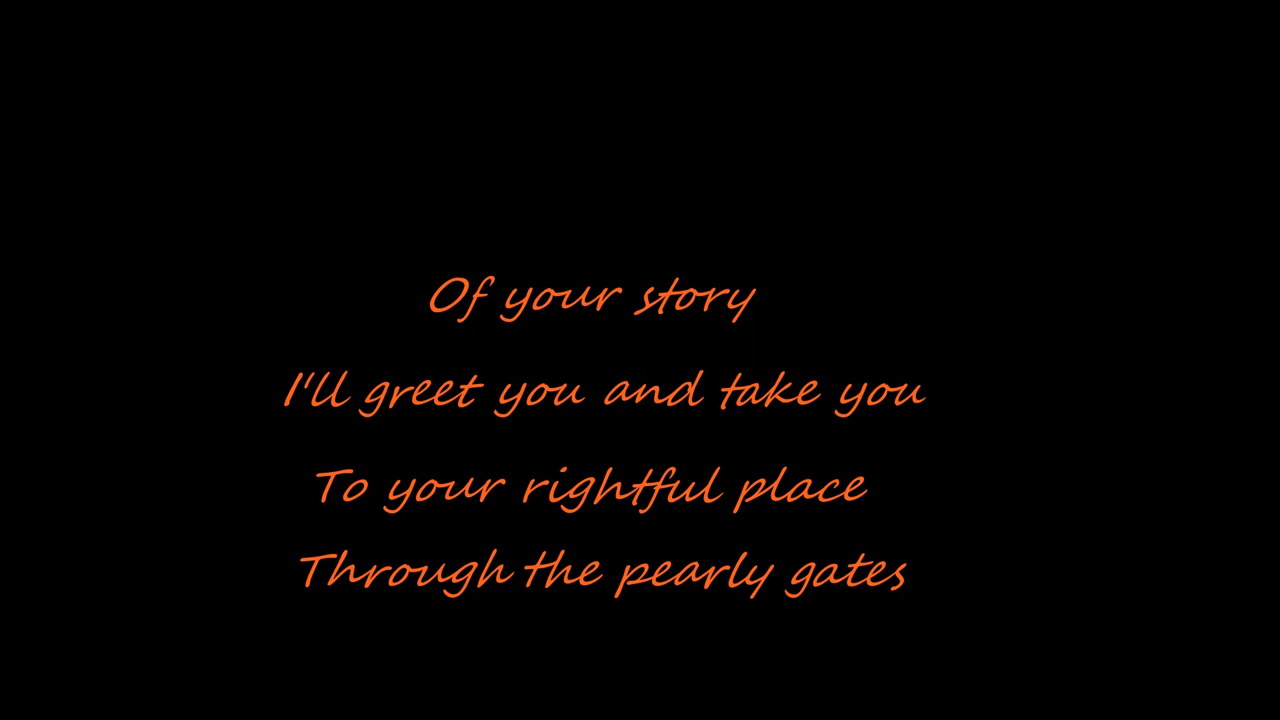 Of your story
I'll greet you and take you
To your rightful place
Through the pearly gates